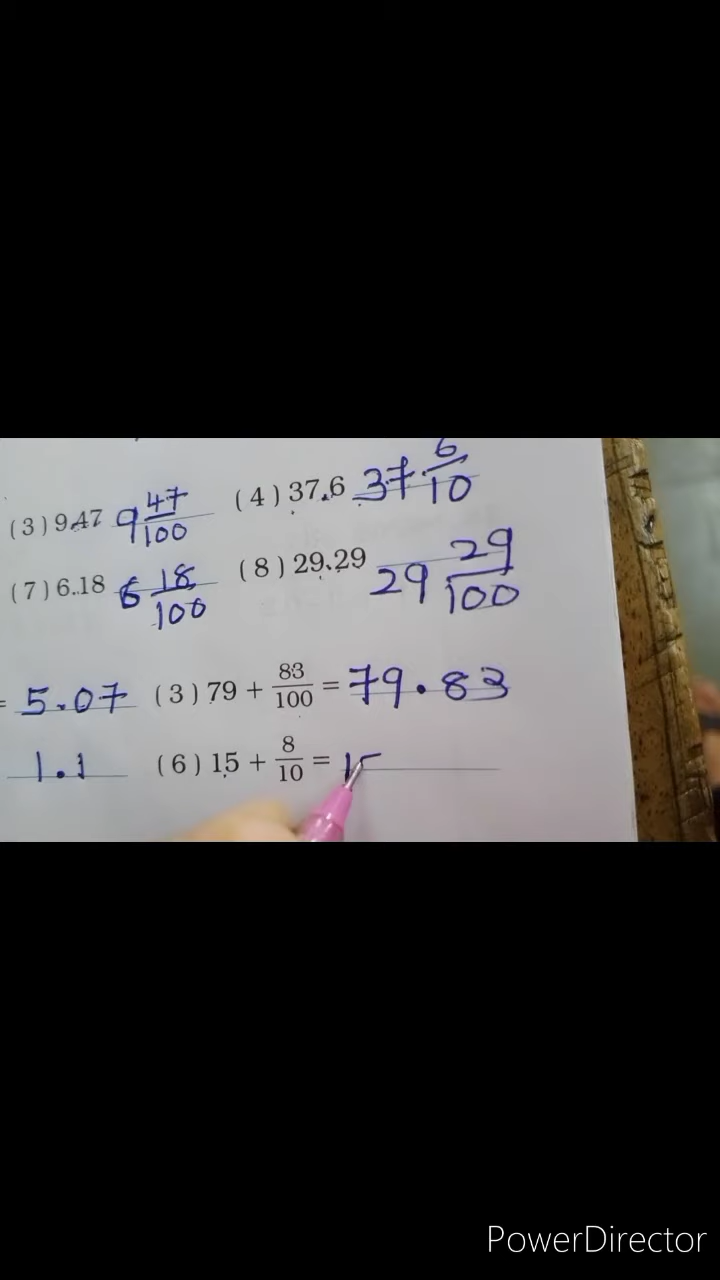 (3) 9.47 9 47/100 (4) 37.6 37 6/10
(7) 6.18 6 18/100 (8) 29.29 29 29/100
= 5.07 (3) 79 + 83/100 = 79.83
1.1 (6) 15 + 8/10 = 15
PowerDirector